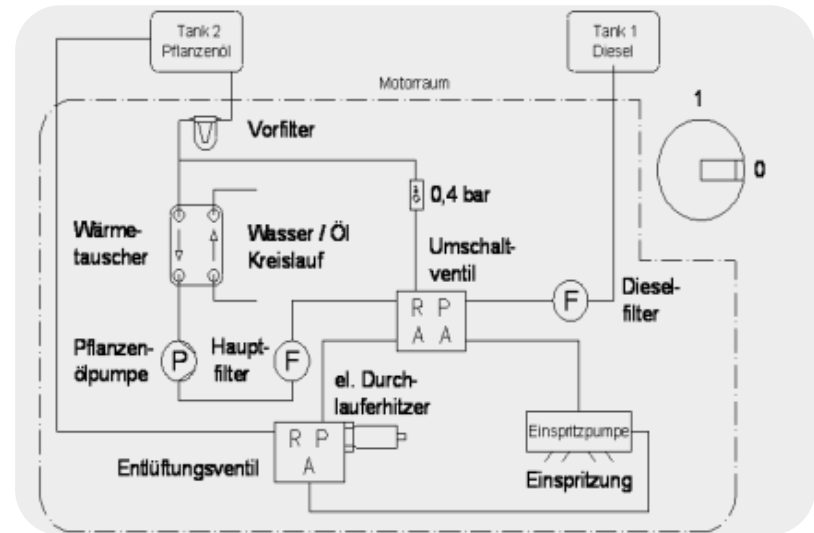 Tank 2
Pflanzenöl
Tank 1
Diesel
Motorraum
1
0
Vorfilter
0,4 bar
Wärme-
tauscher
Wasser / Öl
Kreislauf
Umschalt-
ventil
R P
A A
F
Diesel-
filter
Pflanzen-
ölpumpe
P
Haupt-
filter
F
el. Durch-
lauferhitzer
R P
A
Entlüftungsventil
Einspritzpumpe
Einspritzung